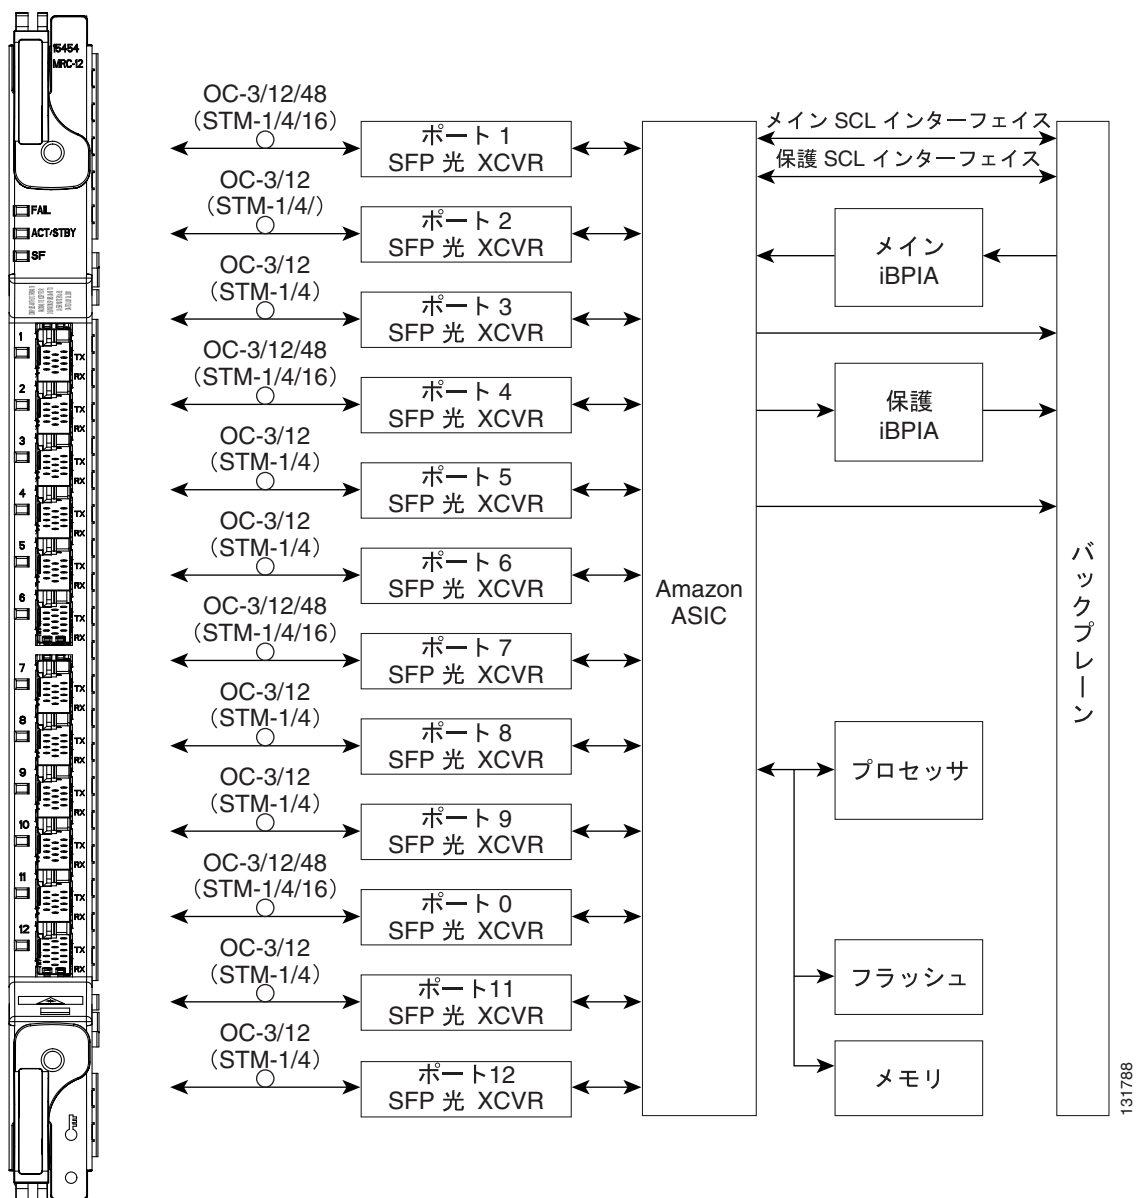 15454
MRC-12
FAIL
ACT/STBY
SF
1
TX
RX
2
TX
RX
3
TX
RX
4
TX
RX
5
TX
RX
6
TX
RX
7
TX
RX
8
TX
RX
9
TX
RX
10
TX
RX
11
TX
RX
12
TX
RX
OC-3/12/48
（STM-1/4/16）
ポート 1
SFP 光 XCVR
OC-3/12
（STM-1/4/）
ポート 2
SFP 光 XCVR
OC-3/12
（STM-1/4）
ポート 3
SFP 光 XCVR
OC-3/12/48
（STM-1/4/16）
ポート 4
SFP 光 XCVR
OC-3/12
（STM-1/4）
ポート 5
SFP 光 XCVR
OC-3/12
（STM-1/4）
ポート 6
SFP 光 XCVR
OC-3/12/48
（STM-1/4/16）
ポート 7
SFP 光 XCVR
OC-3/12
（STM-1/4）
ポート 8
SFP 光 XCVR
OC-3/12
（STM-1/4）
ポート 9
SFP 光 XCVR
OC-3/12/48
（STM-1/4/16）
ポート 0
SFP 光 XCVR
OC-3/12
（STM-1/4）
ポート11
SFP 光 XCVR
OC-3/12
（STM-1/4）
ポート12
SFP 光 XCVR
Amazon
ASIC
メイン SCL インターフェイス
保護 SCL インターフェイス
メイン
iBPIA
保護
iBPIA
プロセッサ
フラッシュ
メモリ
バックプレーン
131788